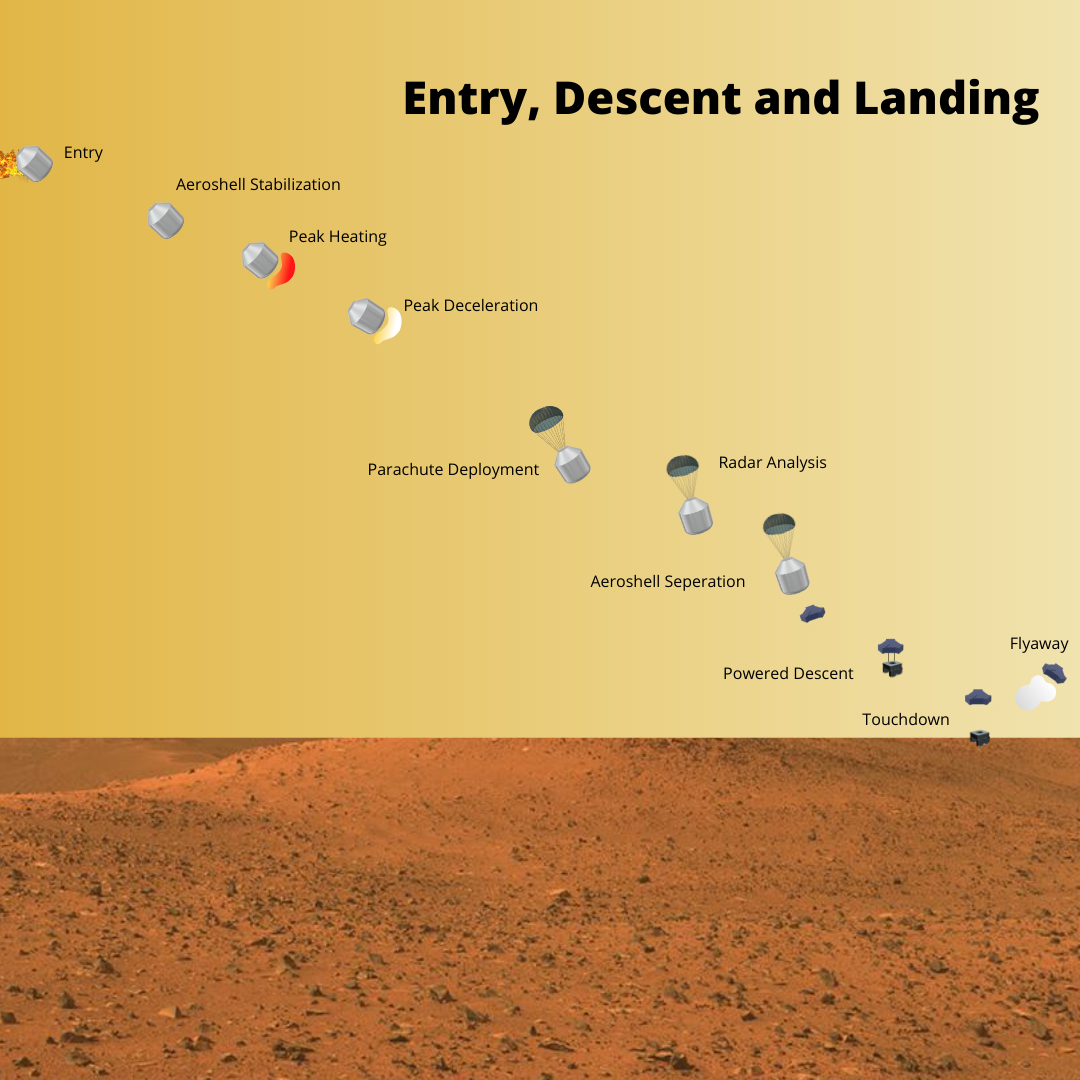 Entry, Descent and Landing
Entry
Aeroshell Stabilization
Peak Heating
Peak Deceleration
Parachute Deployment
Radar Analysis
Aeroshell Seperation
Powered Descent
Touchdown
Flyaway